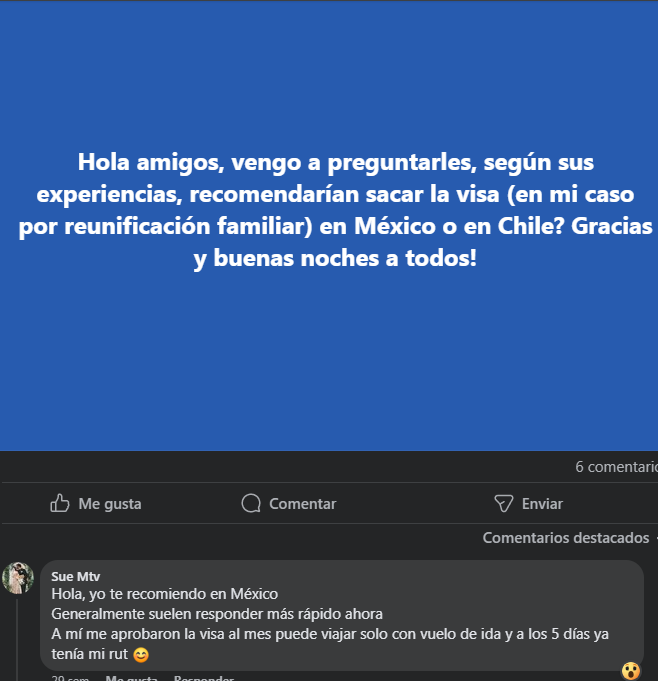 Hola amigos, vengo a preguntarles, según sus
experiencias, recomendarían sacar la visa (en mi caso
por reunificación familiar) en México o en Chile? Gracias
y buenas noches a todos!
6 comentario
Me gusta Comentar Enviar
Comentarios destacados
Sue Mtv
Hola, yo te recomiendo en México
Generalmente suelen responder más rápido ahora
A mí me aprobaron la visa al mes puede viajar solo con vuelo de ida y a los 5 días ya
tenía mi rut 😊
29 sem Me gusta Responder